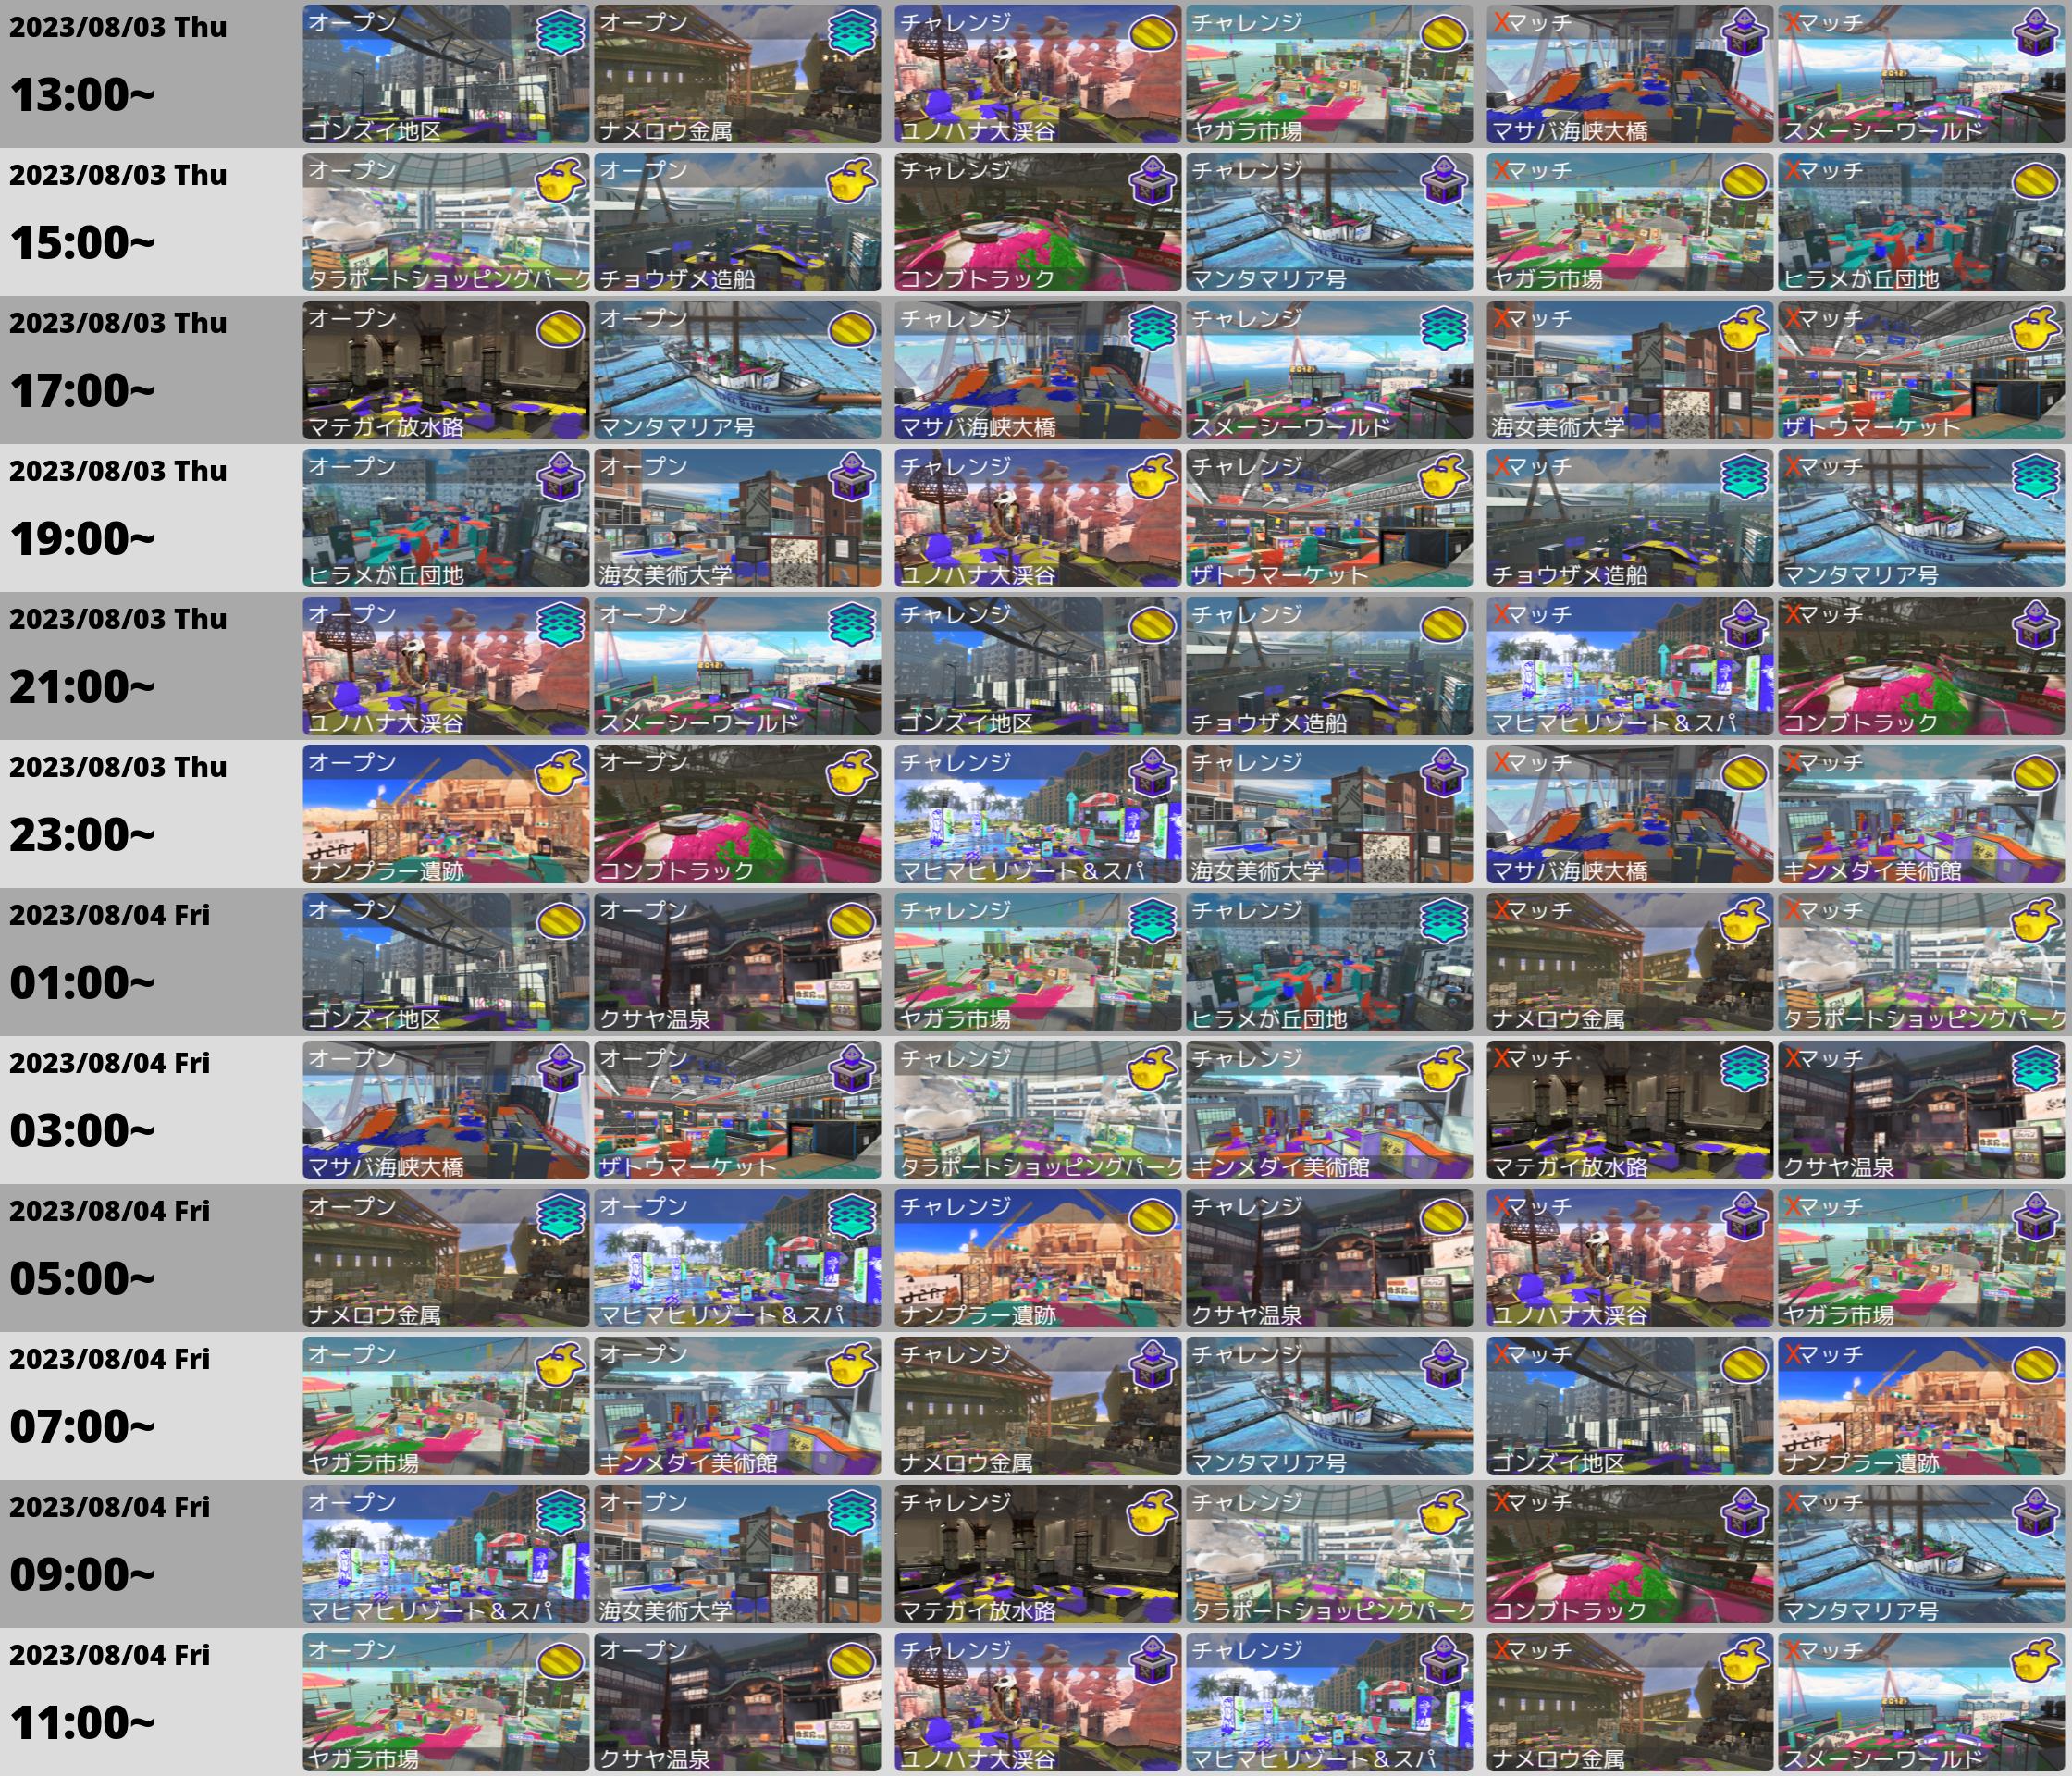 2023/08/03 Thu
13:00~
オープン オープン チャレンジ チャレンジ Xマッチ Xマッチ
ゴンズイ地区 ナメロウ金属 ユノハナ大渓谷 ヤガラ市場 マサバ海峡大橋 スメーシーワールド
2023/08/03 Thu
15:00~
オープン オープン チャレンジ チャレンジ Xマッチ Xマッチ
タラポートショッピングパーク チョウザメ造船 コンブトラック マンタマリア号 ヤガラ市場 ヒラメが丘団地
2023/08/03 Thu
17:00~
オープン オープン チャレンジ チャレンジ Xマッチ Xマッチ
マテガイ放水路 マンタマリア号 マサバ海峡大橋 スメーシーワールド 海女美術大学 ザトウマーケット
2023/08/03 Thu
19:00~
オープン オープン チャレンジ チャレンジ Xマッチ Xマッチ
ヒラメが丘団地 海女美術大学 ユノハナ大渓谷 ザトウマーケット チョウザメ造船 マンタマリア号
2023/08/03 Thu
21:00~
オープン オープン チャレンジ チャレンジ Xマッチ Xマッチ
ユノハナ大渓谷 スメーシーワールド ゴンズイ地区 チョウザメ造船 マヒマヒリゾート＆スパ コンブトラック
2023/08/03 Thu
23:00~
オープン オープン チャレンジ チャレンジ Xマッチ Xマッチ
ナンプラー遺跡 コンブトラック マヒマヒリゾート＆スパ 海女美術大学 マサバ海峡大橋 キンメダイ美術館
2023/08/04 Fri
01:00~
オープン オープン チャレンジ チャレンジ Xマッチ Xマッチ
ゴンズイ地区 クサヤ温泉 ヤガラ市場 ヒラメが丘団地 ナメロウ金属 タラポートショッピングパーク
2023/08/04 Fri
03:00~
オープン オープン チャレンジ チャレンジ Xマッチ Xマッチ
マサバ海峡大橋 ザトウマーケット タラポートショッピングパーク キンメダイ美術館 マテガイ放水路 クサヤ温泉
2023/08/04 Fri
05:00~
オープン オープン チャレンジ チャレンジ Xマッチ Xマッチ
ナメロウ金属 マヒマヒリゾート＆スパ ナンプラー遺跡 クサヤ温泉 ユノハナ大渓谷 ヤガラ市場
2023/08/04 Fri
07:00~
オープン オープン チャレンジ チャレンジ Xマッチ Xマッチ
ヤガラ市場 キンメダイ美術館 ナメロウ金属 マンタマリア号 ゴンズイ地区 ナンプラー遺跡
2023/08/04 Fri
09:00~
オープン オープン チャレンジ チャレンジ Xマッチ Xマッチ
マヒマヒリゾート＆スパ 海女美術大学 マテガイ放水路 タラポートショッピングパーク コンブトラック マンタマリア号
2023/08/04 Fri
11:00~
オープン オープン チャレンジ チャレンジ Xマッチ Xマッチ
ヤガラ市場 クサヤ温泉 ユノハナ大渓谷 マヒマヒリゾート＆スパ ナメロウ金属 スメーシーワールド